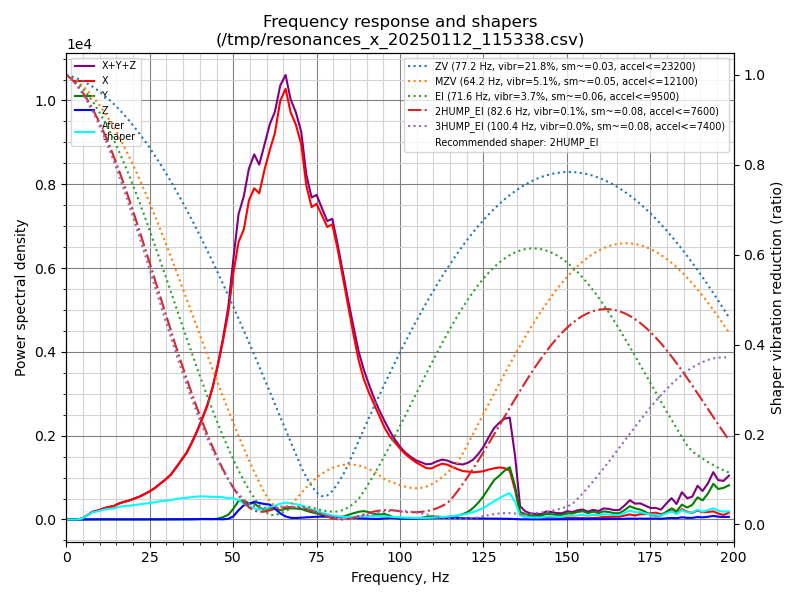 Frequency response and shapers
(/tmp/resonances_x_20250112_115338.csv)
1e4
X+Y+Z
X
Y
Z
After
shaper
ZV (77.2 Hz, vibr=21.8%, sm~=0.03, accel<=23200)
MZV (64.2 Hz, vibr=5.1%, sm~=0.05, accel<=12100)
EI (71.6 Hz, vibr=3.7%, sm~=0.06, accel<=9500)
2HUMP_EI (82.6 Hz, vibr=0.1%, sm~=0.08, accel<=7600)
3HUMP_EI (100.4 Hz, vibr=0.0%, sm~=0.08, accel<=7400)
Recommended shaper: 2HUMP_EI
Power spectral density
1.0
0.8
0.6
0.4
0.2
0.0
Shaper vibration reduction (ratio)
1.0
0.8
0.6
0.4
0.2
0.0
0 25 50 75 100 125 150 175 200
Frequency, Hz